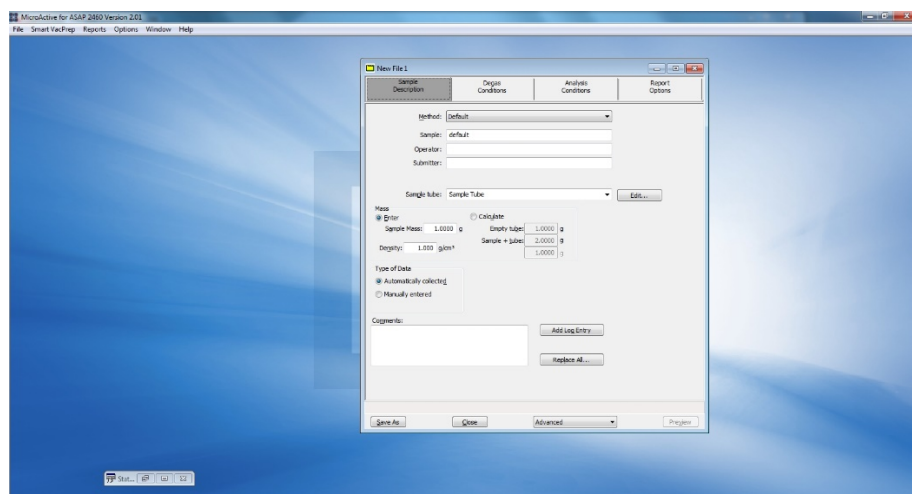 MicroActive for ASAP 2460 Version 2.01
File Smart VacPrep Reports Options Window Help
New File 1
Sample Description
Degas Conditions
Analysis Conditions
Report Options
Method: Default
Sample: default
Operator:
Submitter:
Sample tube: Sample Tube Edit...
Mass
Enter Calculate
Sample Mass: 1.0000 g Empty tube: 1.0000 g
Density: 1.000 g/cm³ Sample + tube: 2.0000 g
1.0000 g
Type of Data
Automatically collected
Manually entered
Comments:
Add Log Entry
Replace All...
Save As Close Advanced Preview
Stat...